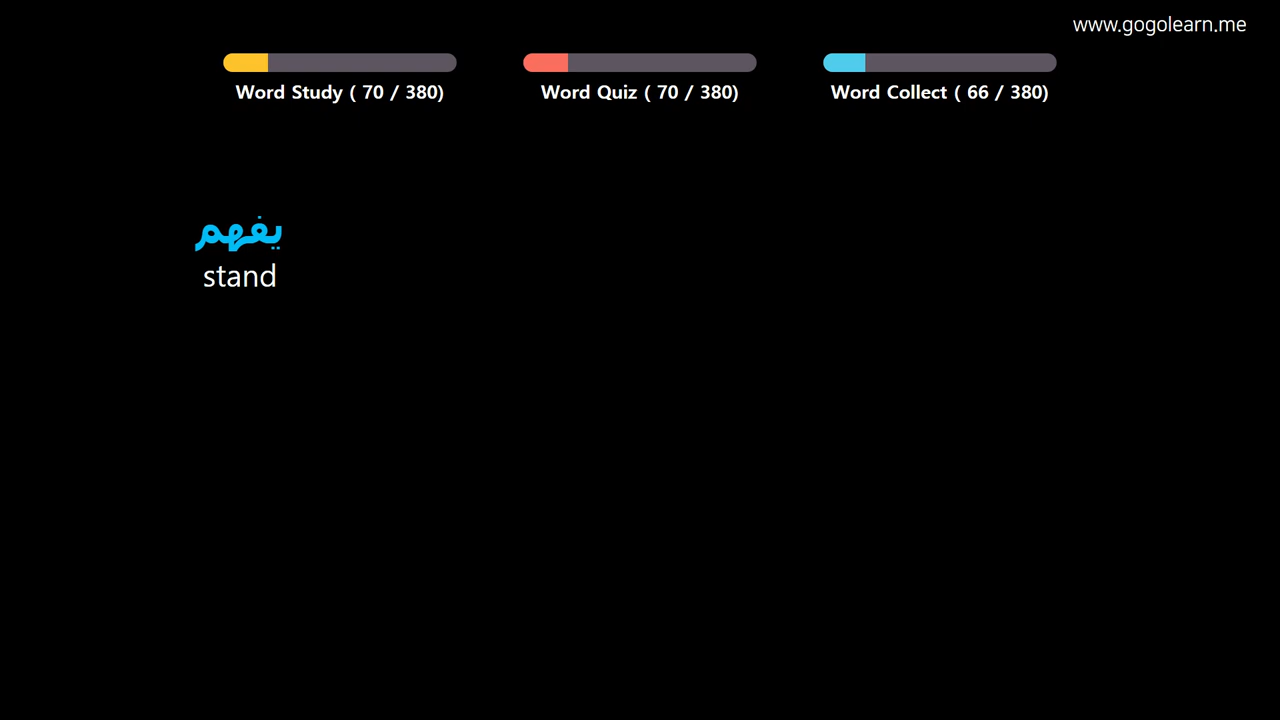 www.gogolearn.me
Word Study ( 70 / 380)
Word Quiz ( 70 / 380)
Word Collect ( 66 / 380)
يفهم
stand